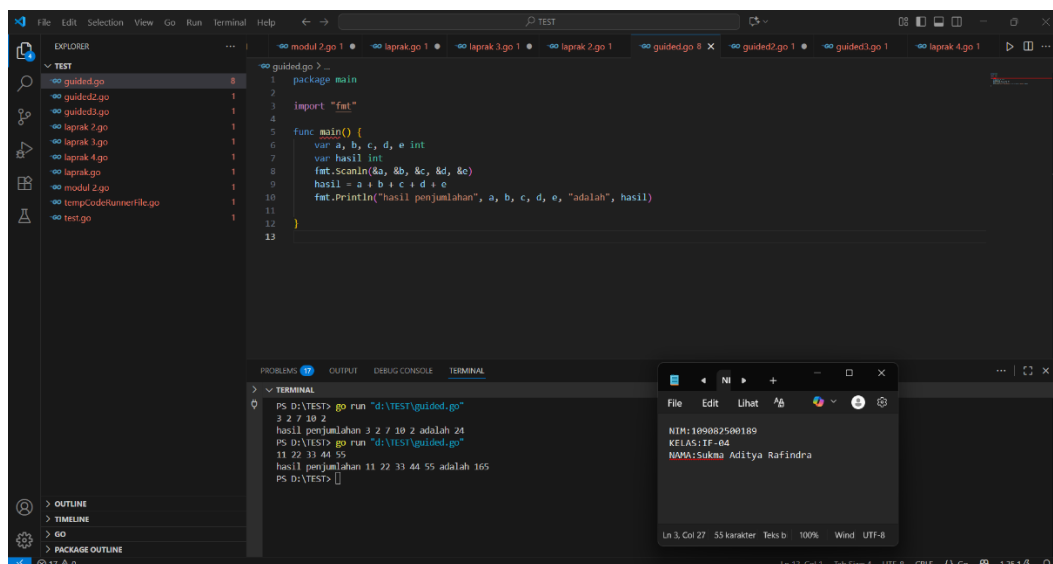 File Edit Selection View Go Run Terminal Help
TEST
EXPLORER
modul 2.go 1
laprak.go 1
laprak 3.go 1
laprak 2.go 1
guided.go 8
guided2.go 1
guided3.go 1
laprak 4.go 1
TEST
guided.go 8
guided2.go 1
guided3.go 1
laprak 2.go 1
laprak 3.go 1
laprak 4.go 1
laprak.go 1
modul 2.go 1
tempCodeRunnerFile.go 1
test.go 1
guided.go > ...
1 package main
2
3 import "fmt"
4
5 func main() {
6 var a, b, c, d, e int
7 var hasil int
8 fmt.Scanln(&a, &b, &c, &d, &e)
9 hasil = a + b + c + d + e
10 fmt.Println("hasil penjumlahan", a, b, c, d, e, "adalah", hasil)
11
12 }
13
PROBLEMS 17 OUTPUT DEBUG CONSOLE TERMINAL
TERMINAL
PS D:\TEST> go run "d:\TEST\guided.go"
3 2 7 10 2
hasil penjumlahan 3 2 7 10 2 adalah 24
PS D:\TEST> go run "d:\TEST\guided.go"
11 22 33 44 55
hasil penjumlahan 11 22 33 44 55 adalah 165
PS D:\TEST>
File Edit Lihat
NIM:109082500189
KELAS:IF-04
NAMA:Sukma Aditya Rafindra
Ln 3, Col 27 55 karakter Teks b 100% Wind UTF-8
OUTLINE
TIMELINE
GO
PACKAGE OUTLINE